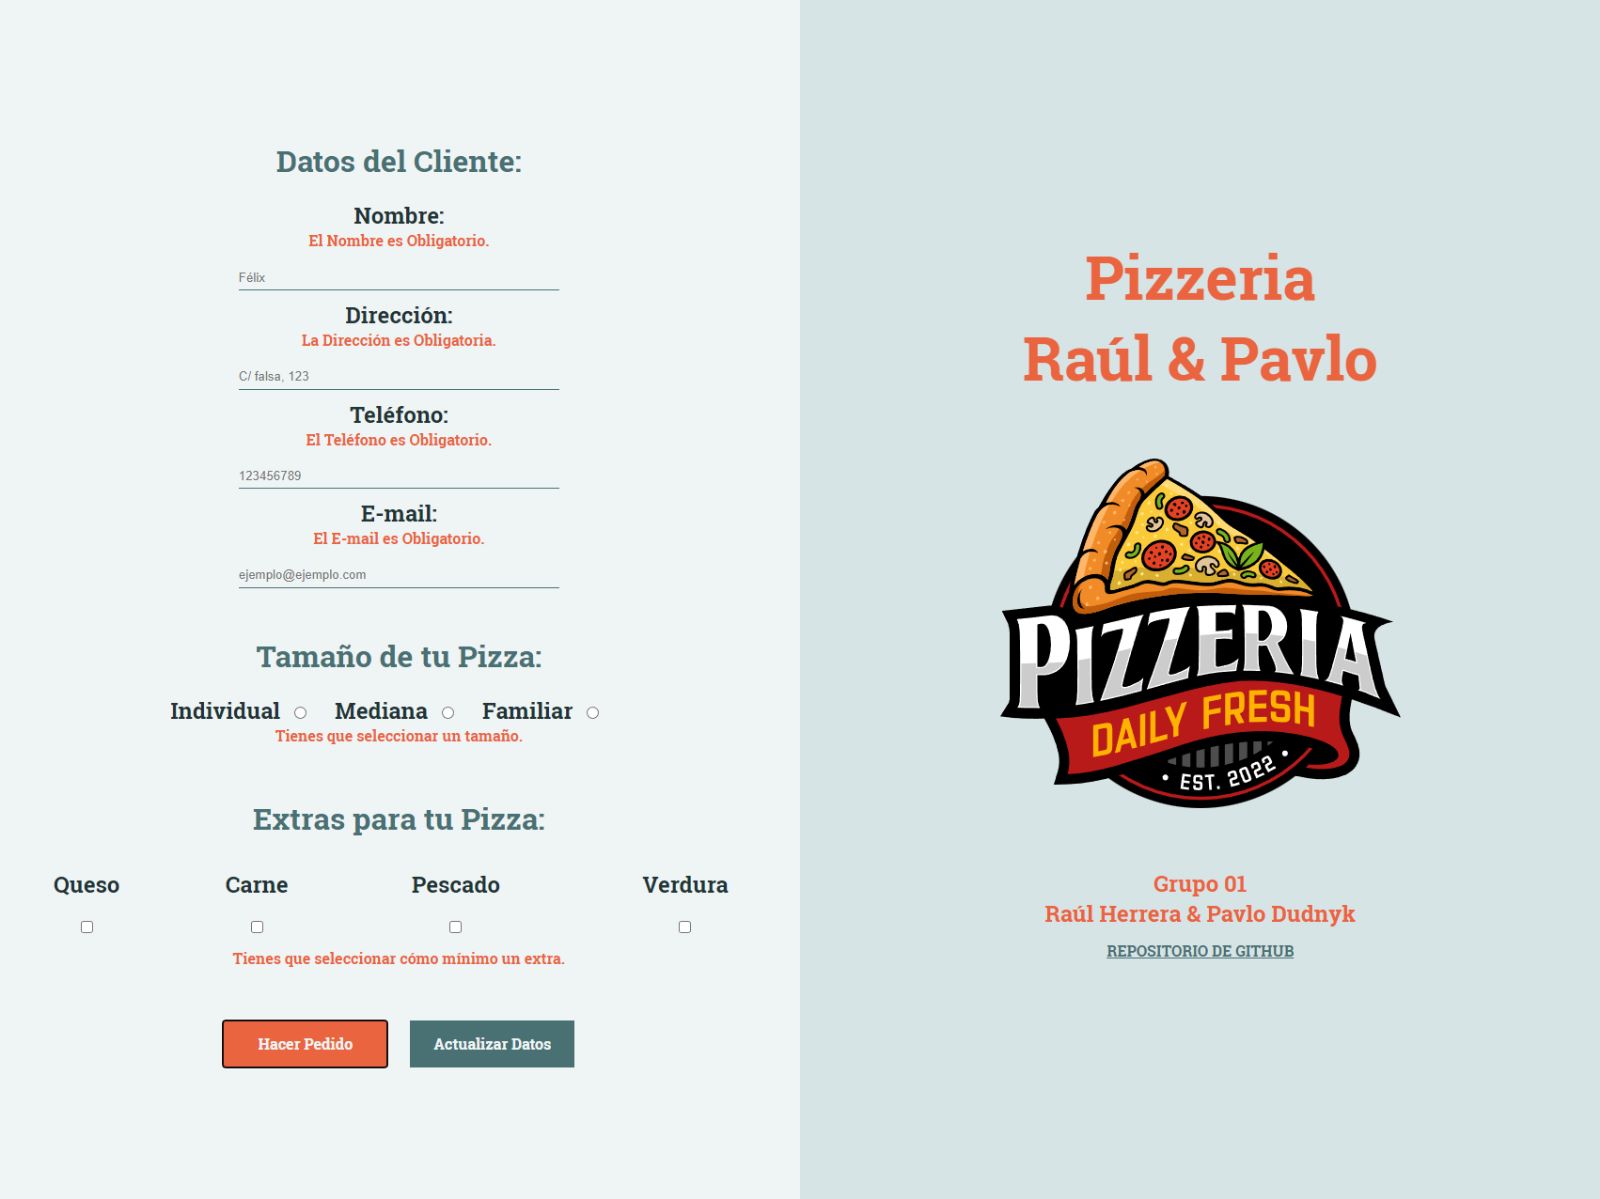 Datos del Cliente:
Nombre:
El Nombre es Obligatorio.
Félix
Dirección:
La Dirección es Obligatoria.
C/ falsa, 123
Teléfono:
El Teléfono es Obligatorio.
123456789
E-mail:
El E-mail es Obligatorio.
ejemplo@ejemplo.com
Tamaño de tu Pizza:
Individual Mediana Familiar
Tienes que seleccionar un tamaño.
Extras para tu Pizza:
Queso Carne Pescado Verdura
Tienes que seleccionar cómo mínimo un extra.
Hacer Pedido Actualizar Datos
Pizzeria
Raúl & Pavlo
PIZZERIA
DAILY FRESH
• EST. 2022 •
Grupo 01
Raúl Herrera & Pavlo Dudnyk
REPOSITORIO DE GITHUB